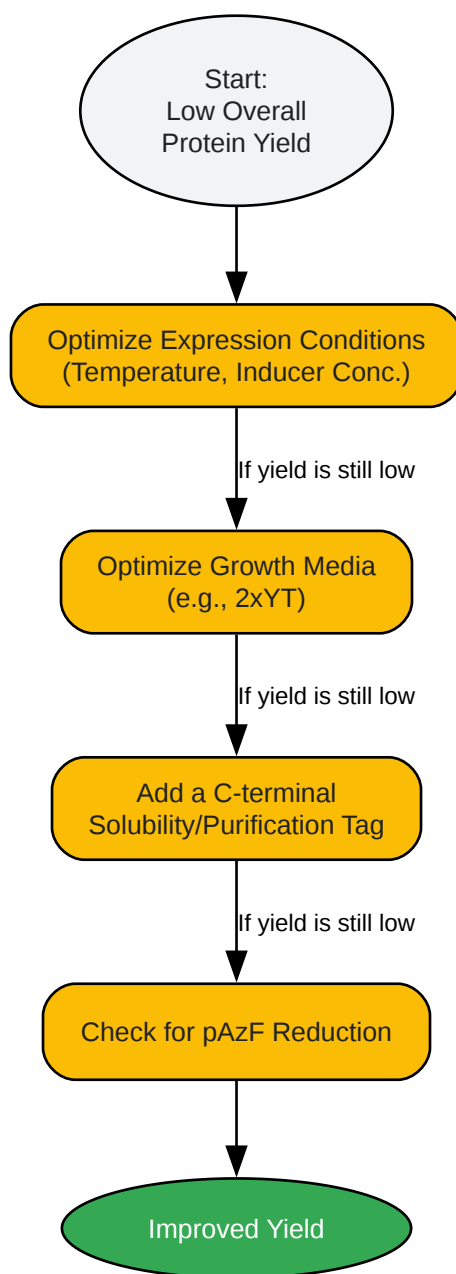 Start:
Low Overall
Protein Yield
Optimize Expression Conditions
(Temperature, Inducer Conc.)
If yield is still low
Optimize Growth Media
(e.g., 2xYT)
If yield is still low
Add a C-terminal
Solubility/Purification Tag
If yield is still low
Check for pAzF Reduction
Improved Yield